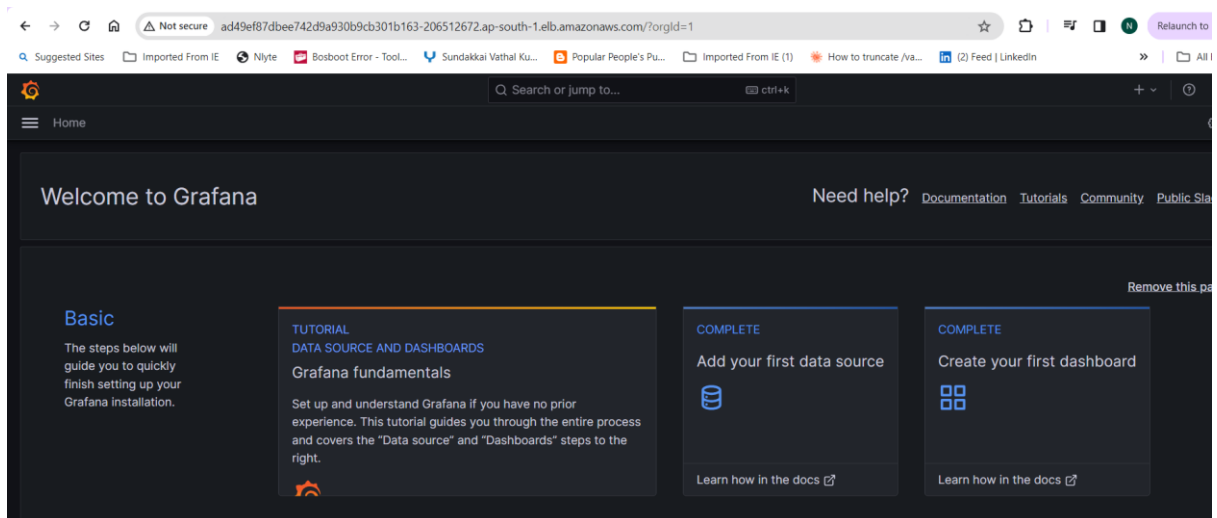 Not secure ad49ef87dbee742d9a930b9cb301b163-206512672.ap-south-1.elb.amazonaws.com/?orgId=1 N Relaunch to
Suggested Sites Imported From IE Nlyte Bosboot Error - Tool... Sundakkai Vathal Ku... Popular People's Pu... Imported From IE (1) How to truncate /va... (2) Feed | LinkedIn » All
Search or jump to... ctrl+k
Home
Welcome to Grafana
Need help? Documentation Tutorials Community Public Sla
Remove this pa
Basic
The steps below will
guide you to quickly
finish setting up your
Grafana installation.
TUTORIAL
DATA SOURCE AND DASHBOARDS
Grafana fundamentals
Set up and understand Grafana if you have no prior
experience. This tutorial guides you through the entire process
and covers the "Data source" and "Dashboards" steps to the
right.
COMPLETE
Add your first data source
Learn how in the docs
COMPLETE
Create your first dashboard
Learn how in the docs